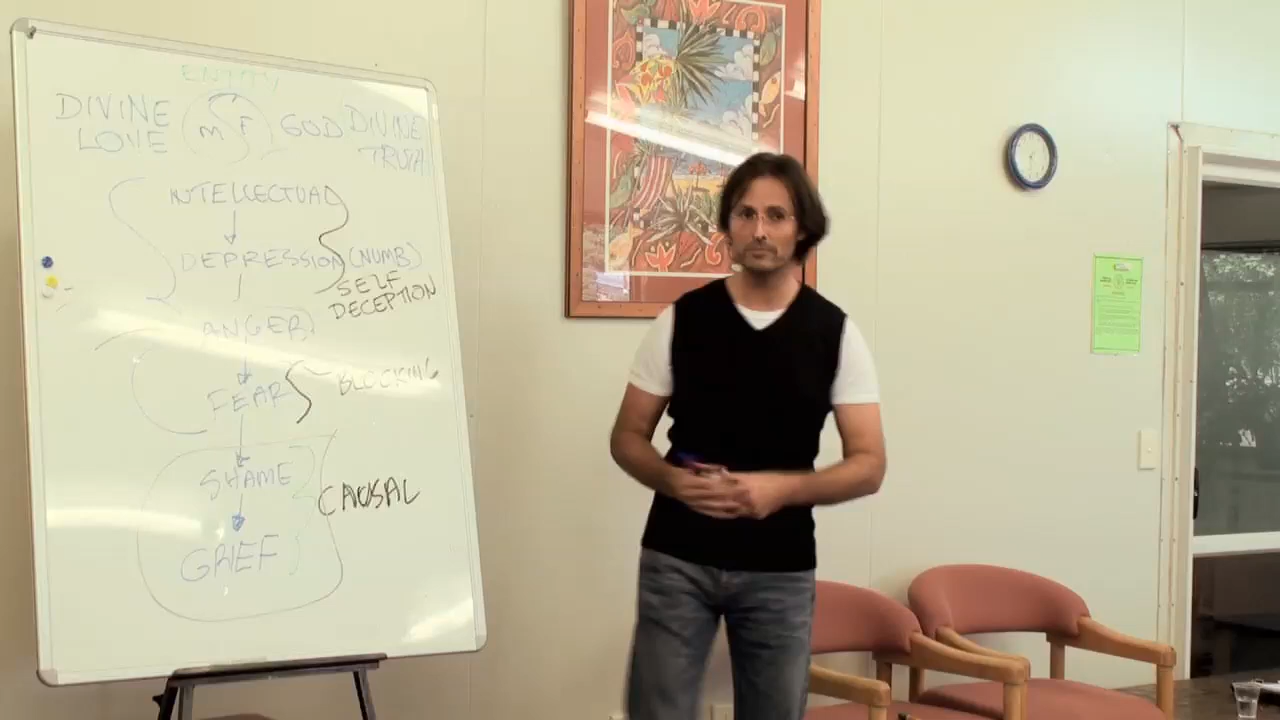 ENTITY
DIVINE
LOVE
M F
GOD
DIVINE
TRUTH
INTELLECTUAL
DEPRESSION (NUMB)
SELF
DECEPTION
ANGER
FEAR
BLOCKING
SHAME
CAUSAL
GRIEF